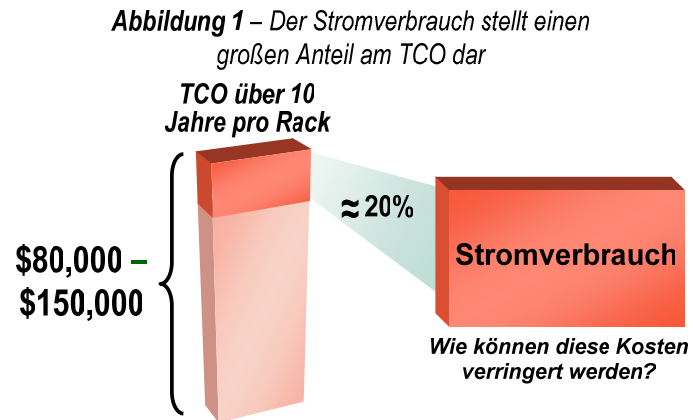 Abbildung 1 – Der Stromverbrauch stellt einen
großen Anteil am TCO dar
TCO über 10
Jahre pro Rack
≈ 20%
$80,000 –
$150,000
Stromverbrauch
Wie können diese Kosten
verringert werden?